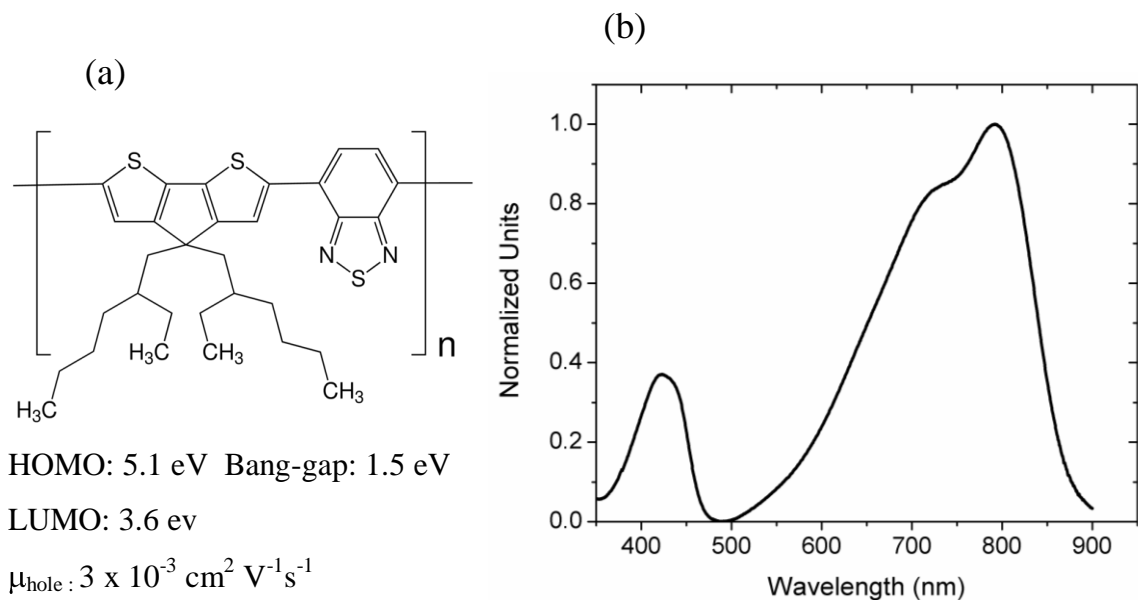 (a)
S
S
N
N
S
H₃C
CH₃
H₃C
CH₃
n
HOMO: 5.1 eV Bang-gap: 1.5 eV
LUMO: 3.6 ev
μhole : 3 x 10⁻³ cm² V⁻¹s⁻¹
(b)
Normalized Units
1.0
0.8
0.6
0.4
0.2
0.0
400 500 600 700 800 900
Wavelength (nm)